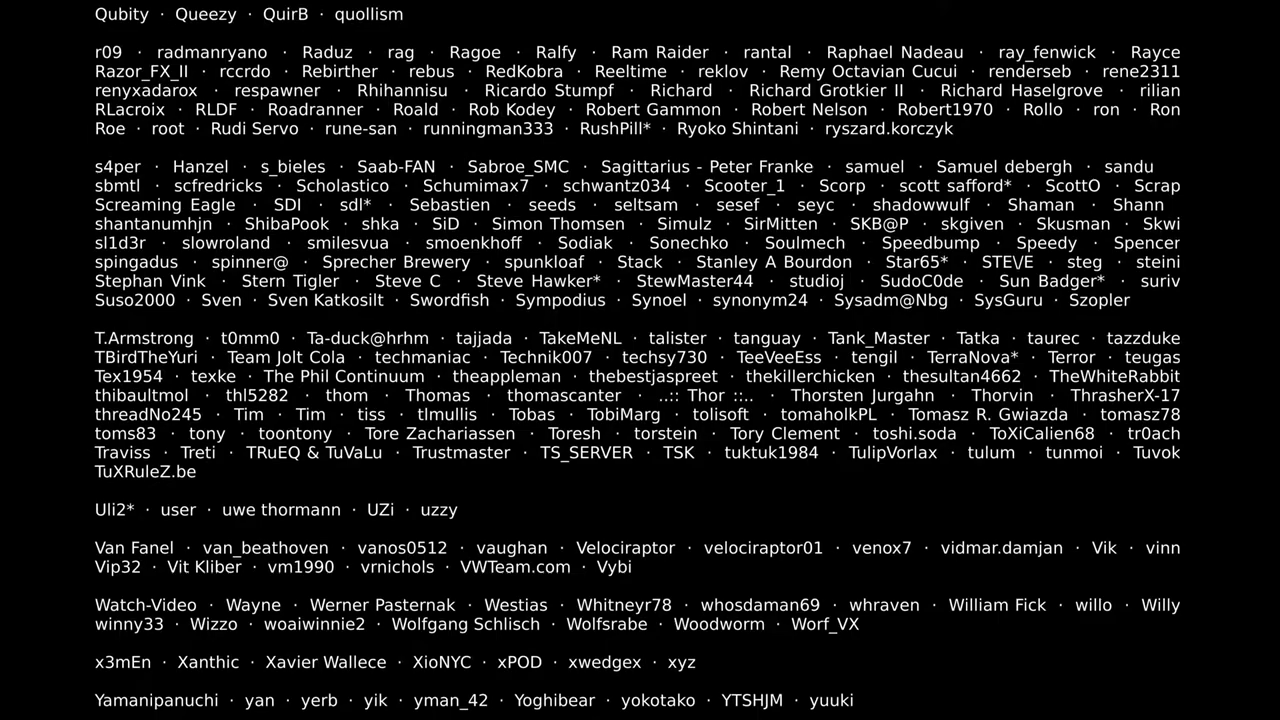 Qubity · Queezy · QuirB · quollism
r09 · radmanryano · Raduz · rag · Ragoe · Ralfy · Ram Raider · rantal · Raphael Nadeau · ray_fenwick · Rayce
Razor_FX_II · rccrdo · Rebirther · rebus · RedKobra · Reeltime · reklov · Remy Octavian Cucui · renderseb · rene2311
renyxadarox · respawner · Rhihannisu · Ricardo Stumpf · Richard · Richard Grotkier II · Richard Haselgrove · rilian
RLacroix · RLDF · Roadranner · Roald · Rob Kodey · Robert Gammon · Robert Nelson · Robert1970 · Rollo · ron · Ron
Roe · root · Rudi Servo · rune-san · runningman333 · RushPill* · Ryoko Shintani · ryszard.korczyk
s4per · Hanzel · s_bieles · Saab-FAN · Sabroe_SMC · Sagittarius - Peter Franke · samuel · Samuel debergh · sandu
sbmtl · scfredricks · Scholastico · Schumimax7 · schwantz034 · Scooter_1 · Scorp · scott safford* · ScottO · Scrap
Screaming Eagle · SDI · sdl* · Sebastien · seeds · seltsam · sesef · seyc · shadowwulf · Shaman · Shann
shantanumhjn · ShibaPook · shka · SiD · Simon Thomsen · Simulz · SirMitten · SKB@P · skgiven · Skusman · Skwi
sl1d3r · slowroland · smilesvua · smoenkhoff · Sodiak · Sonechko · Soulmech · Speedbump · Speedy · Spencer
spingadus · spinner@ · Sprecher Brewery · spunkloaf · Stack · Stanley A Bourdon · Star65* · STE\/E · steg · steini
Stephan Vink · Stern Tigler · Steve C · Steve Hawker* · StewMaster44 · studioj · SudoC0de · Sun Badger* · suriv
Suso2000 · Sven · Sven Katkosilt · Swordfish · Sympodius · Synoel · synonym24 · Sysadm@Nbg · SysGuru · Szopler
T.Armstrong · t0mm0 · Ta-duck@hrhm · tajjada · TakeMeNL · talister · tanguay · Tank_Master · Tatka · taurec · tazzduke
TBirdTheYuri · Team Jolt Cola · techmaniac · Technik007 · techsy730 · TeeVeeEss · tengil · TerraNova* · Terror · teugas
Tex1954 · texke · The Phil Continuum · theappleman · thebestjaspreet · thekillerchicken · thesultan4662 · TheWhiteRabbit
thibaultmol · thl5282 · thom · Thomas · thomascanter · ..:: Thor ::.. · Thorsten Jurgahn · Thorvin · ThrasherX-17
threadNo245 · Tim · Tim · tiss · tlmullis · Tobas · TobiMarg · tolisoft · tomaholkPL · Tomasz R. Gwiazda · tomasz78
toms83 · tony · toontony · Tore Zachariassen · Toresh · torstein · Tory Clement · toshi.soda · ToXiCalien68 · tr0ach
Traviss · Treti · TRuEQ & TuVaLu · Trustmaster · TS_SERVER · TSK · tuktuk1984 · TulipVorlax · tulum · tunmoi · Tuvok
TuXRuleZ.be
Uli2* · user · uwe thormann · UZi · uzzy
Van Fanel · van_beathoven · vanos0512 · vaughan · Velociraptor · velociraptor01 · venox7 · vidmar.damjan · Vik · vinn
Vip32 · Vit Kliber · vm1990 · vrnichols · VWTeam.com · Vybi
Watch-Video · Wayne · Werner Pasternak · Westias · Whitneyr78 · whosdaman69 · whraven · William Fick · willo · Willy
winny33 · Wizzo · woaiwinnie2 · Wolfgang Schlisch · Wolfsrabe · Woodworm · Worf_VX
x3mEn · Xanthic · Xavier Wallece · XioNYC · xPOD · xwedgex · xyz
Yamanipanuchi · yan · yerb · yik · yman_42 · Yoghibear · yokotako · YTSHJM · yuuki